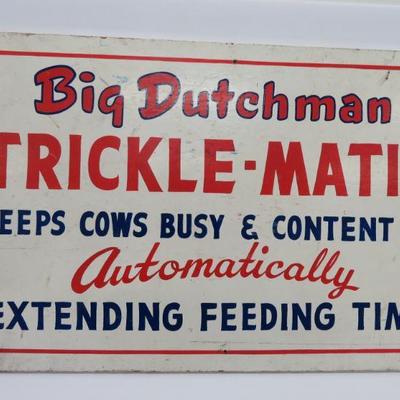 Big Dutchman
TRICKLE-MATI
EEPS COWS BUSY & CONTENT
Automatically
EXTENDING FEEDING TIM